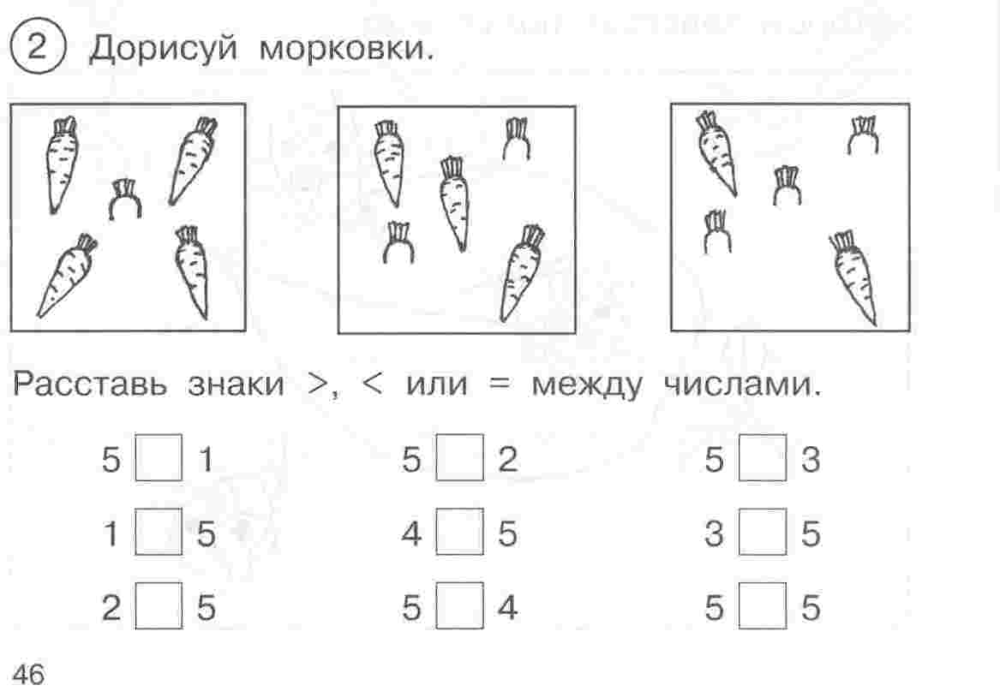 2 Дорисуй морковки.
Расставь знаки >, < или = между числами.
5 1 5 2 5 3
1 5 4 5 3 5
2 5 5 4 5 5
46